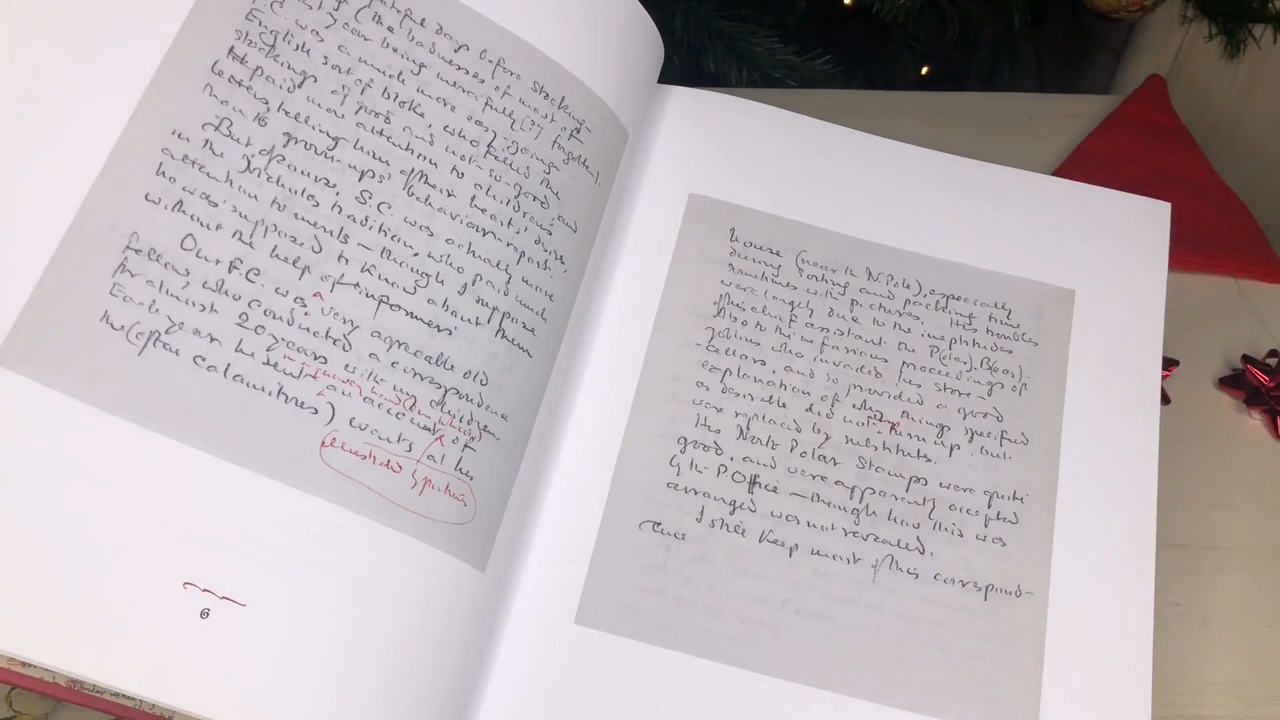 days before stocking-
(the badnesses of most of
year being mercifully(?) forgotten).
F.C. was a much more easy-going
English sort of bloke, who filled the
stockings of good and not-so-good and
He paid more attention to children's
letters telling him of their hearts' desire,
than to grown-ups' behaviour-reports.
But of course, S.C. was actually more
in the Nicholas tradition, who paid much
attention to merits — though I suppose
he was supposed to know about them
without the help of 'informers'
Our F.C. was a very agreeable old
fellow, who conducted a correspondence
for almost 20 years with my children.
Each year he sent an account of
the (often calamitous) events at his
illustrated by pictures
6
house (near the N. Pole), especially
during sorting and packing time
sometimes with pictures. His troubles
were largely due to the ineptitudes
of his chief assistant the P(olar). B(ear).
Also to the nefarious proceedings of
goblins who invaded his store-
-cellars, and so provided a good
explanation of why things specified
as desirable did not turn up but
were replaced by substitutes.
His North Polar Stamps were quite
good, and were apparently accepted
by the P. Office — though how this was
arranged was not revealed.
I still keep most of this correspond-
ence